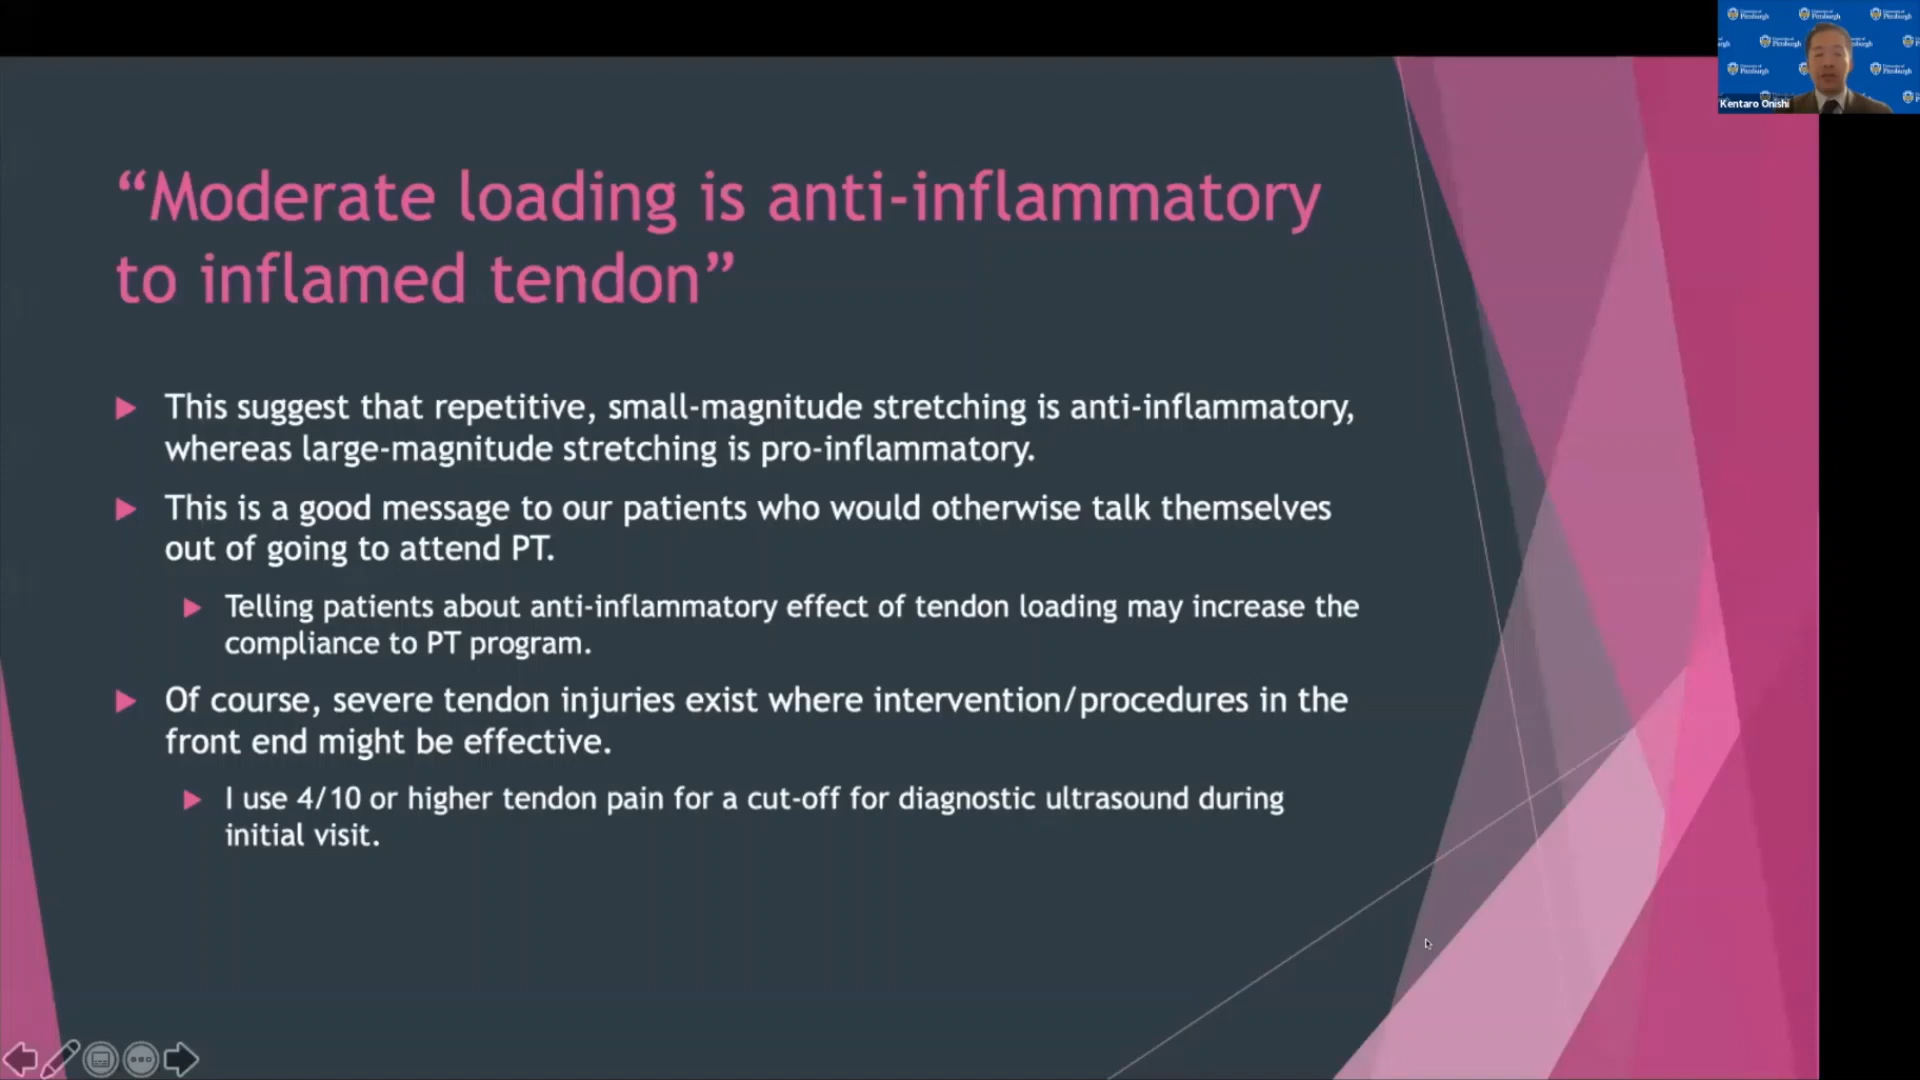 “Moderate loading is anti-inflammatory
to inflamed tendon”
This suggest that repetitive, small-magnitude stretching is anti-inflammatory,
whereas large-magnitude stretching is pro-inflammatory.
This is a good message to our patients who would otherwise talk themselves
out of going to attend PT.
Telling patients about anti-inflammatory effect of tendon loading may increase the
compliance to PT program.
Of course, severe tendon injuries exist where intervention/procedures in the
front end might be effective.
I use 4/10 or higher tendon pain for a cut-off for diagnostic ultrasound during
initial visit.
Kentaro Onishi